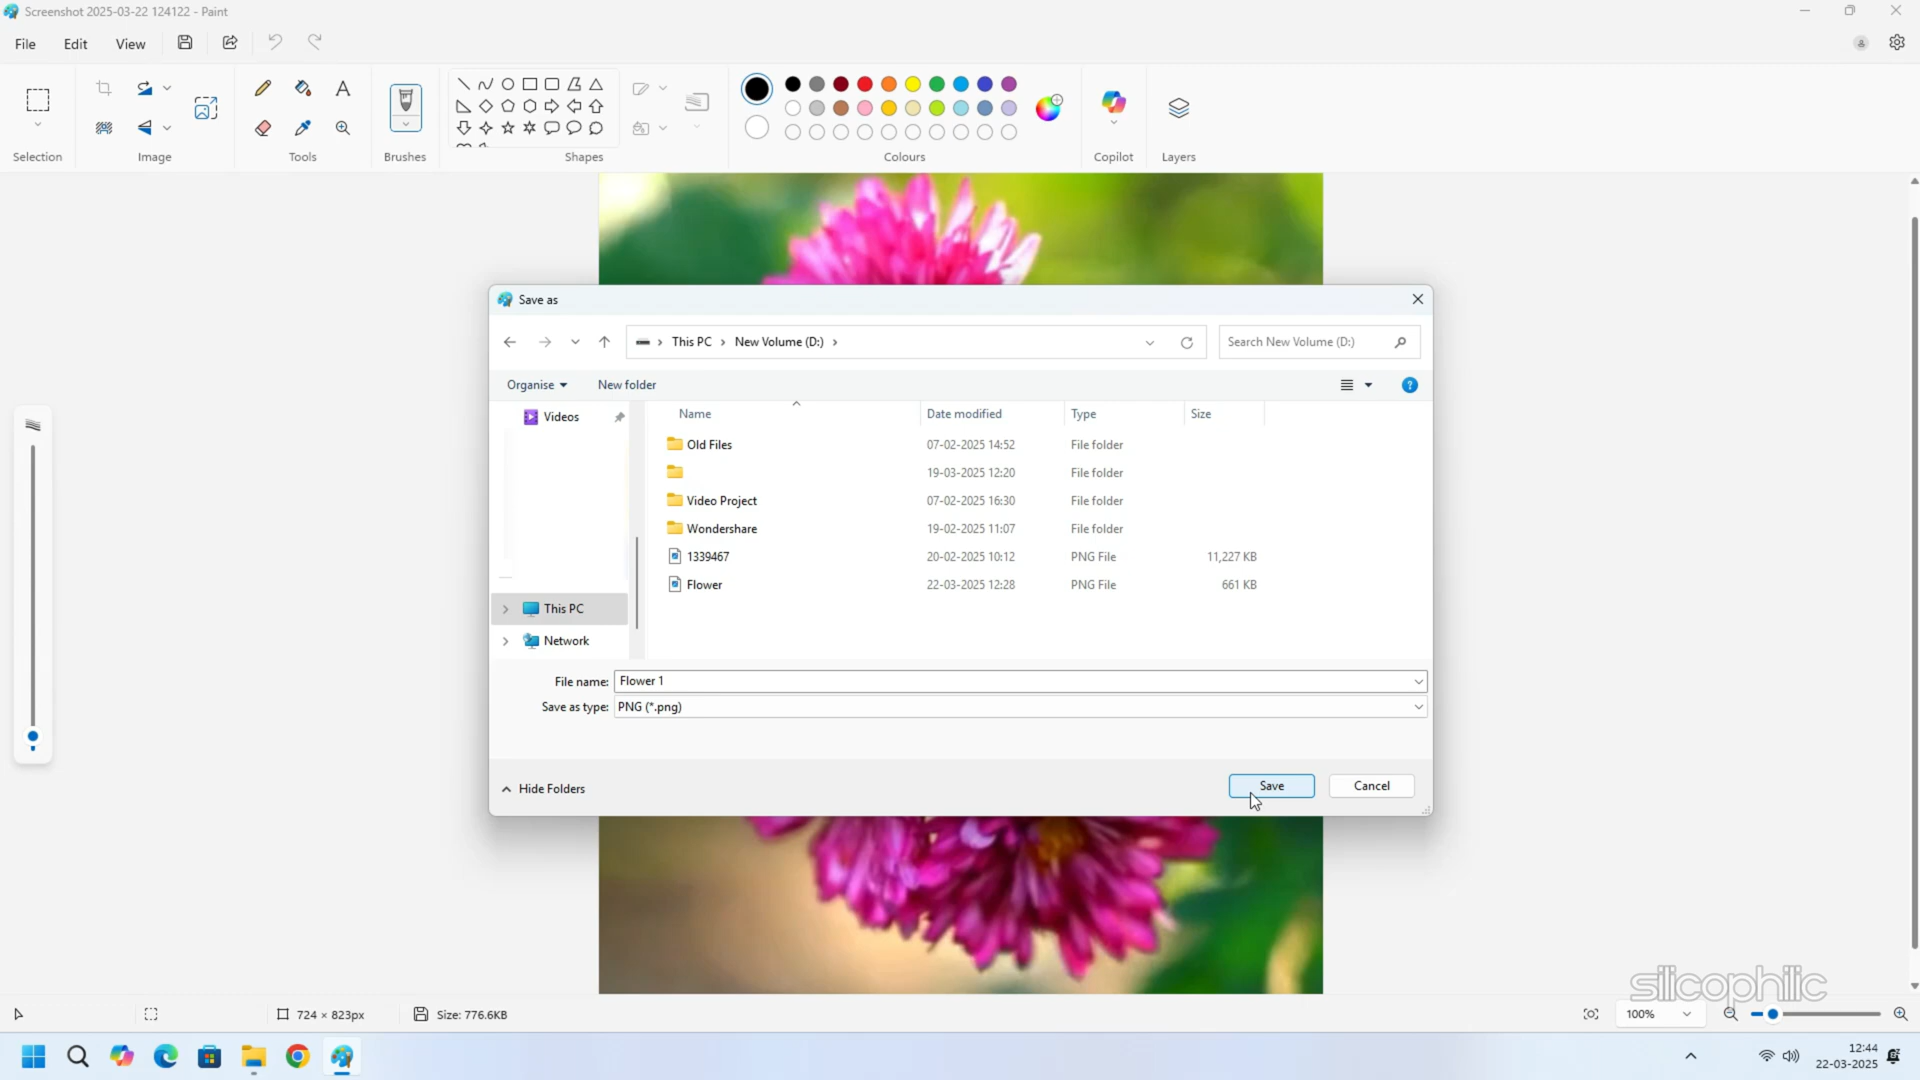 Screenshot 2025-03-22 124122 - Paint
File Edit View
Selection Image Tools Brushes Shapes Colours Copilot Layers
Save as
This PC New Volume (D:)
Search New Volume (D:)
Organise New folder
Videos
This PC
Network
Name Date modified Type Size
Old Files 07-02-2025 14:52 File folder
19-03-2025 12:20 File folder
Video Project 07-02-2025 16:30 File folder
Wondershare 19-02-2025 11:07 File folder
1339467 20-02-2025 10:12 PNG File 11,227 KB
Flower 22-03-2025 12:28 PNG File 661 KB
File name: Flower 1
Save as type: PNG (*.png)
Hide Folders
Save Cancel
silicophilic
724 × 823px Size: 776.6KB 100%
12:44
22-03-2025